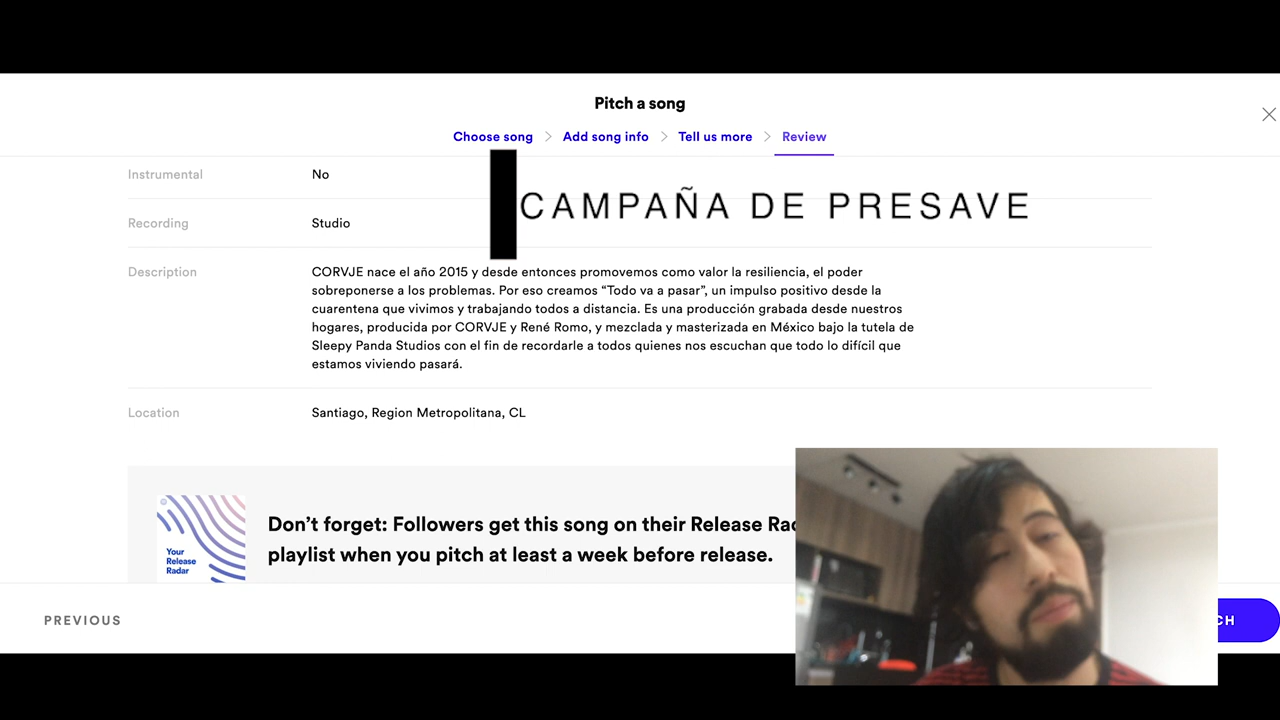 Pitch a song
Choose song > Add song info > Tell us more > Review
Instrumental No
CAMPAÑA DE PRESAVE
Recording Studio
Description CORVJE nace el año 2015 y desde entonces promovemos como valor la resiliencia, el poder
sobreponerse a los problemas. Por eso creamos “Todo va a pasar”, un impulso positivo desde la
cuarentena que vivimos y trabajando todos a distancia. Es una producción grabada desde nuestros
hogares, producida por CORVJE y René Romo, y mezclada y masterizada en México bajo la tutela de
Sleepy Panda Studios con el fin de recordarle a todos quienes nos escuchan que todo lo difícil que
estamos viviendo pasará.
Location Santiago, Region Metropolitana, CL
Your
Release
Radar
Don’t forget: Followers get this song on their Release
playlist when you pitch at least a week before release.
PREVIOUS